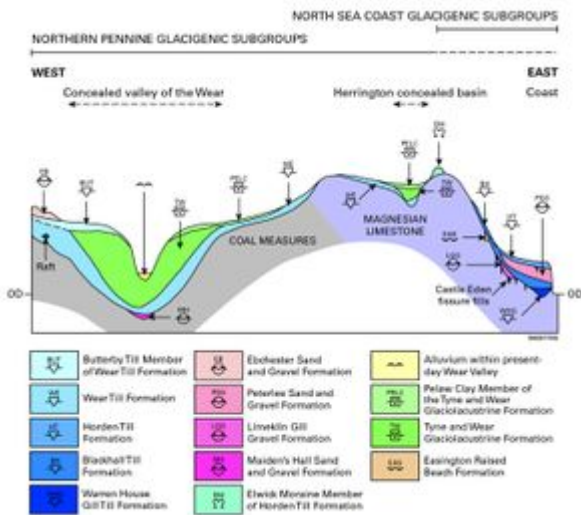 NORTH SEA COAST GLACIGENIC SUBGROUPS
NORTHERN PENNINE GLACIGENIC SUBGROUPS
WEST
EAST
Concealed valley of the Wear
Herrington concealed basin
Coast
COAL MEASURES
MAGNESIAN
LIMESTONE
Raft
Castle Eden
fissure fills
OD
OD
Butterby Till Member
of Wear Till Formation
Wear Till Formation
Horden Till
Formation
Blackhall Till
Formation
Warren House
Gill Till Formation
Ebchester Sand
and Gravel Formation
Peterlee Sand and
Gravel Formation
Limekiln Gill
Gravel Formation
Maiden's Hall Sand
and Gravel Formation
Elwick Moraine Member
of Horden Till Formation
Alluvium within present-
day Wear Valley
Pelaw Clay Member of
the Tyne and Wear
Glaciolacustrine Formation
Tyne and Wear
Glaciolacustrine Formation
Easington Raised
Beach Formation